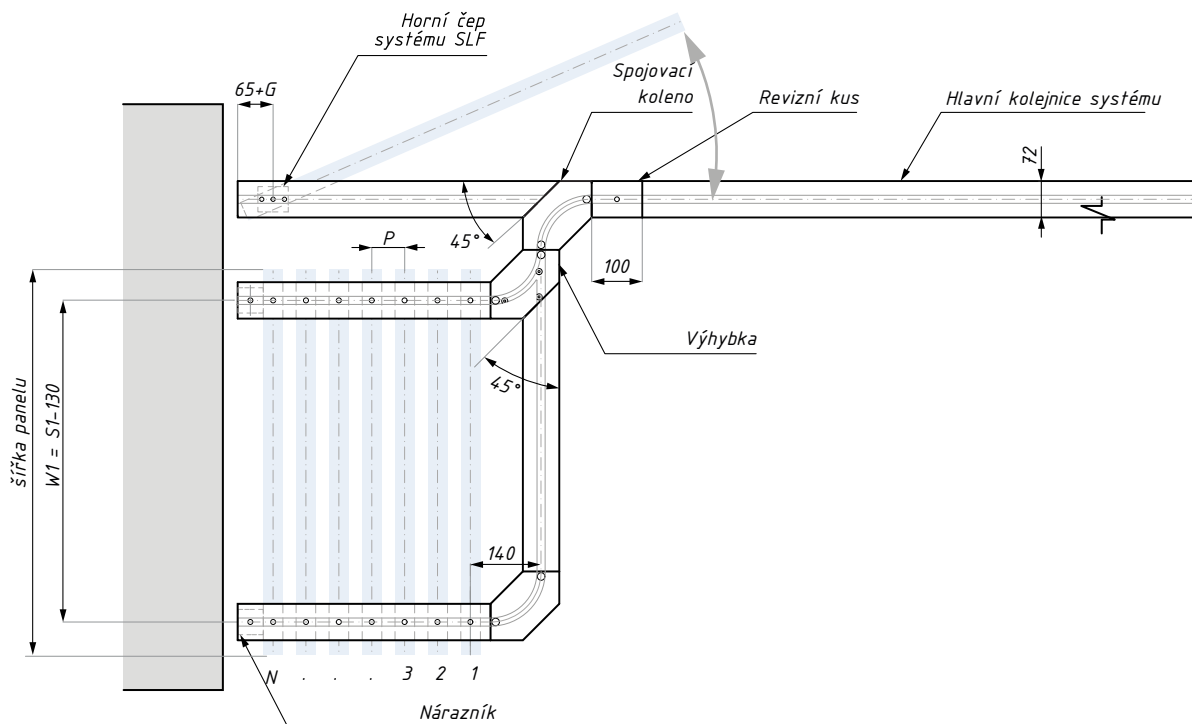 Horní čep
systému SLF
Spojovací
koleno
Revizní kus
Hlavní kolejnice systému
65+G
72
45°
P
100
Výhybka
45°
šířka panelu
W1 = S1-130
140
N . . . 3 2 1
Nárazník